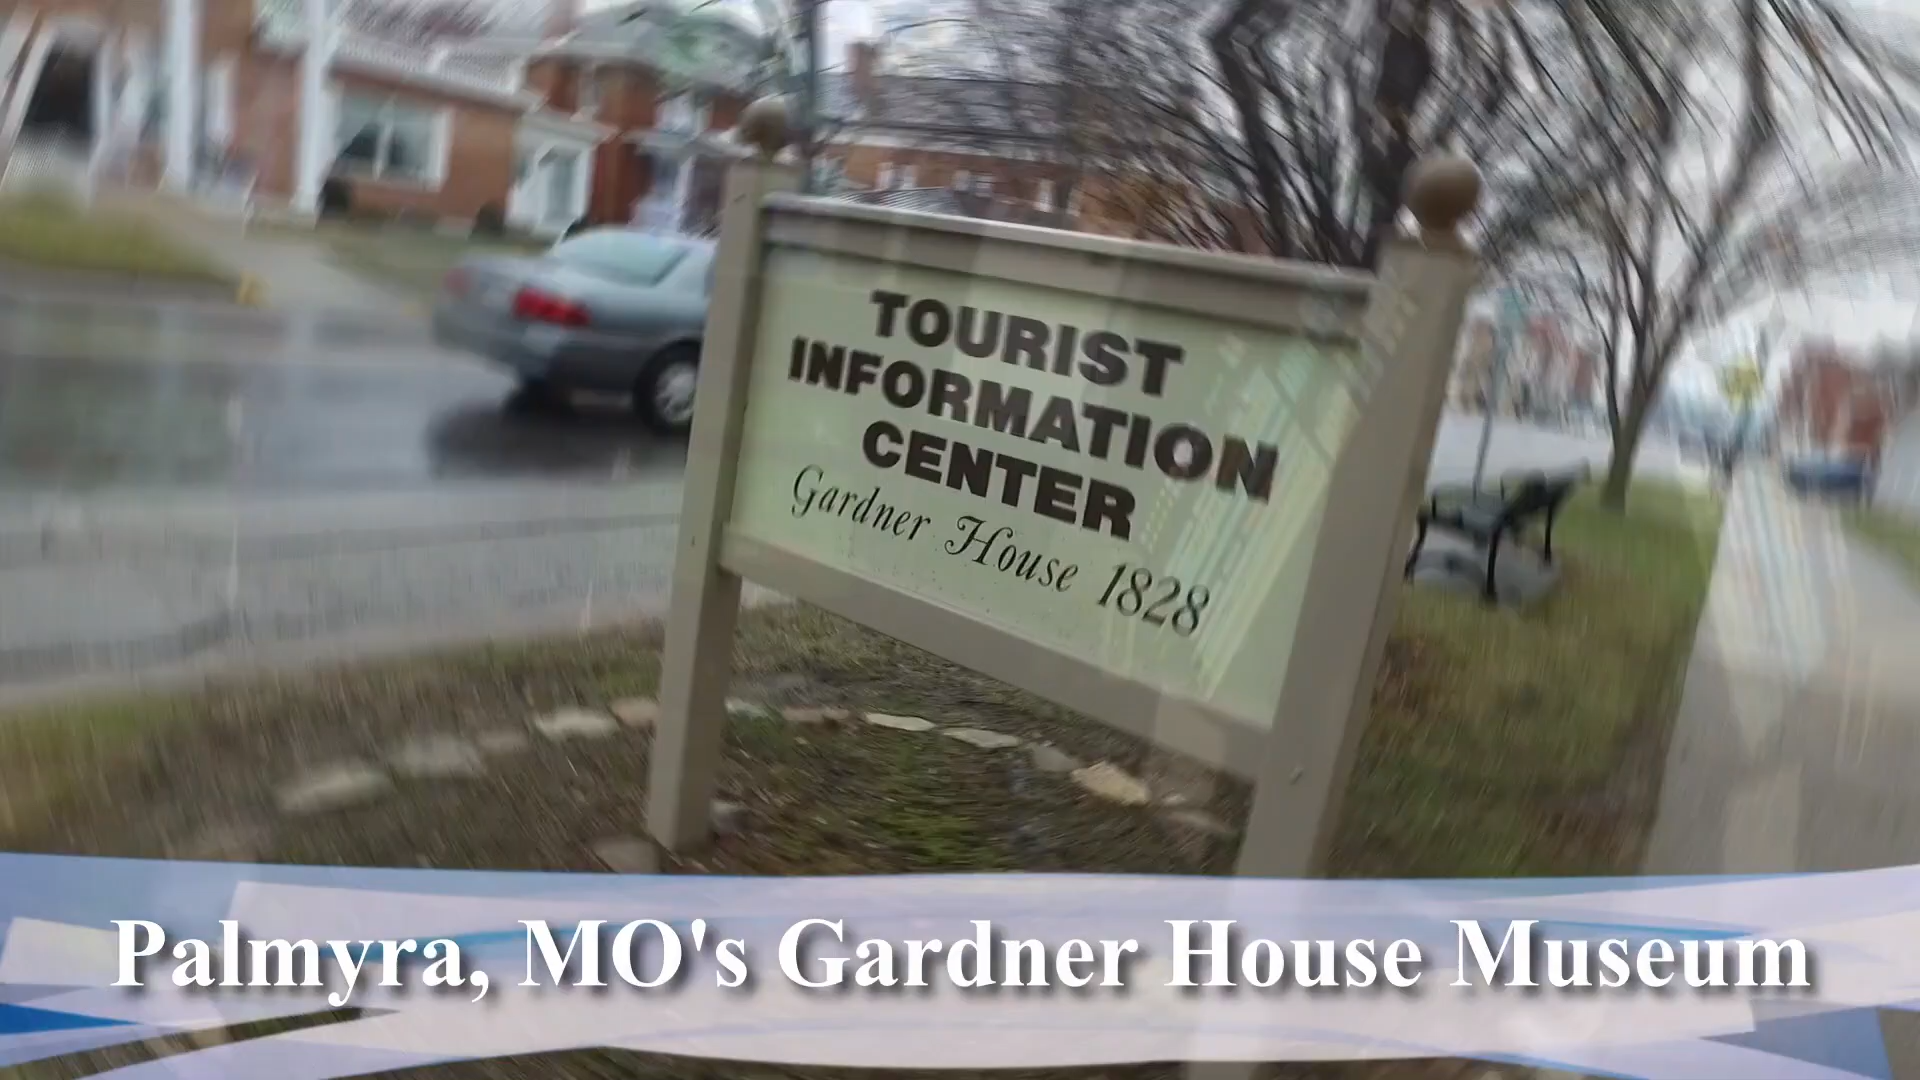 TOURIST
INFORMATION
CENTER
Gardner House 1828
Palmyra, MO's Gardner House Museum